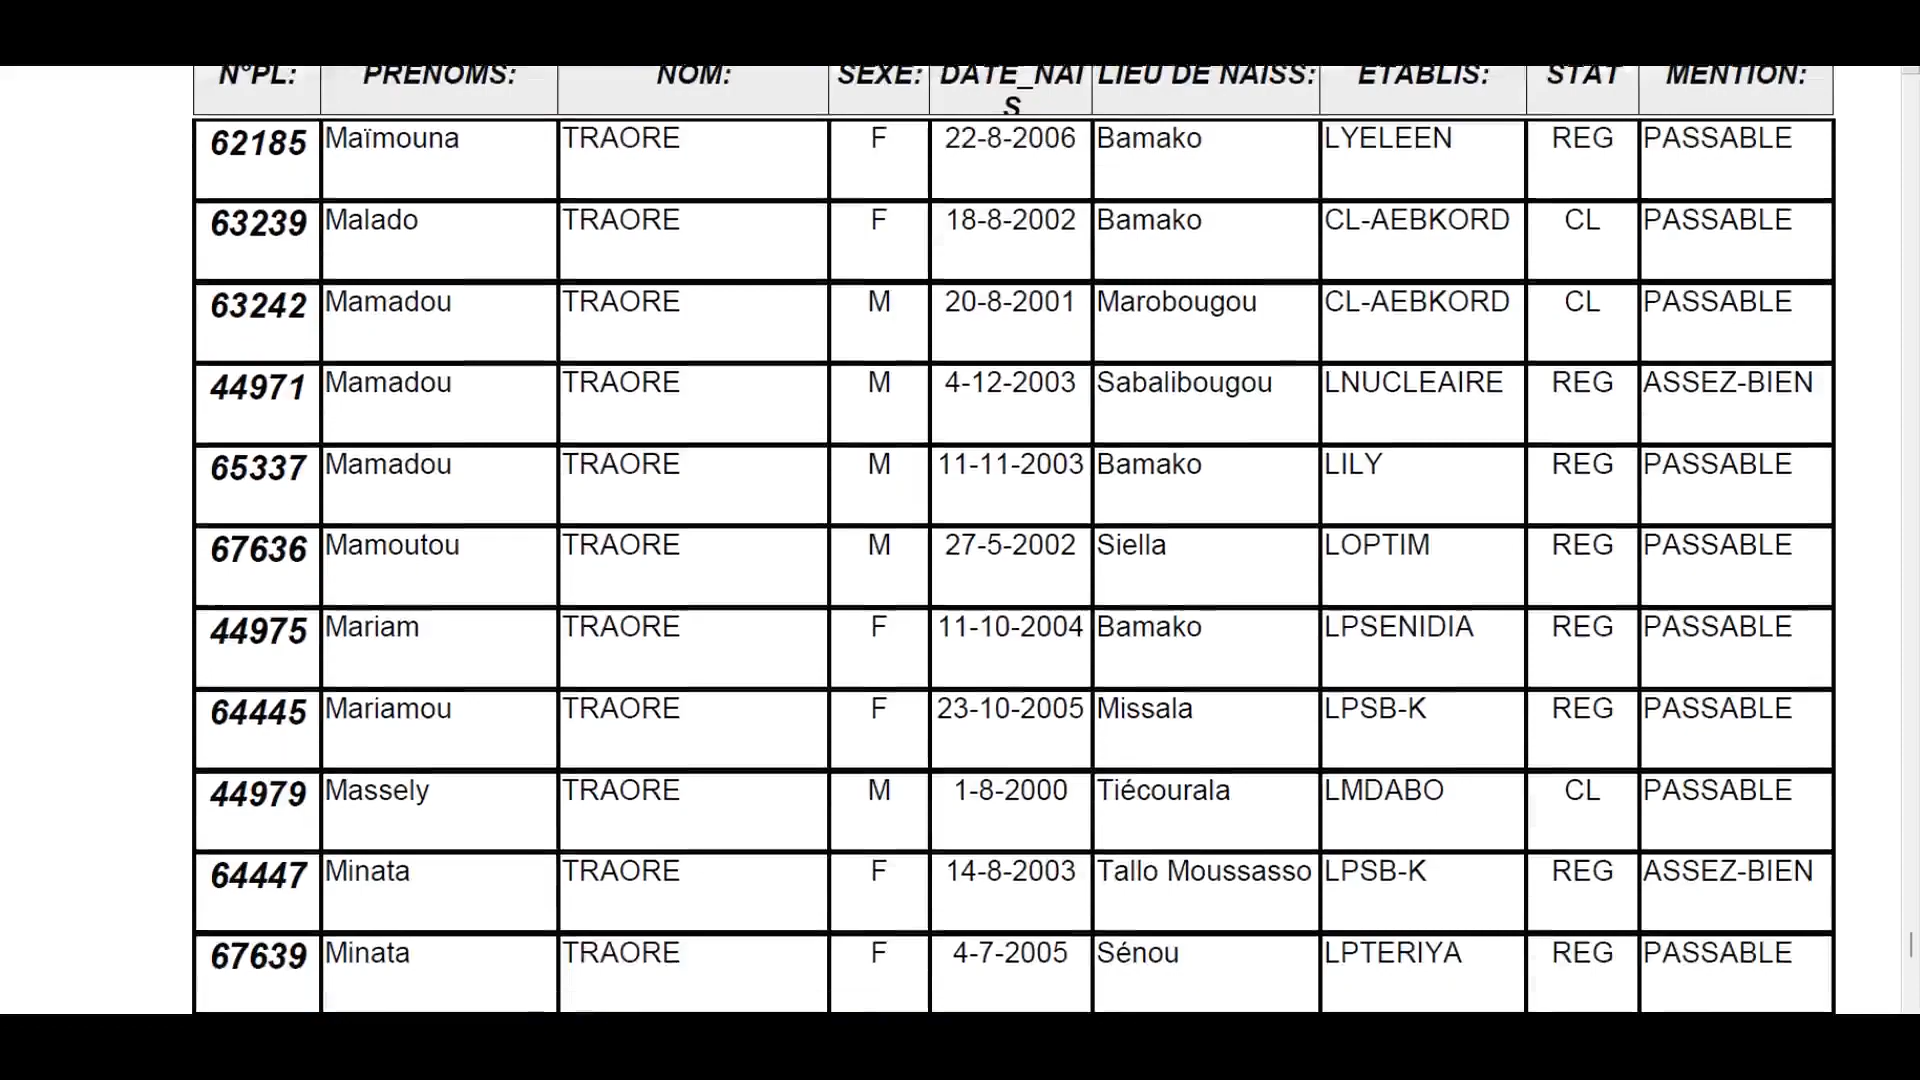 N°PL: PRENOMS: NOM: SEXE: DATE_NAIS LIEU DE NAISS: ETABLIS: STAT MENTION:
62185 Maïmouna TRAORE F 22-8-2006 Bamako LYELEEN REG PASSABLE
63239 Malado TRAORE F 18-8-2002 Bamako CL-AEBKORD CL PASSABLE
63242 Mamadou TRAORE M 20-8-2001 Marobougou CL-AEBKORD CL PASSABLE
44971 Mamadou TRAORE M 4-12-2003 Sabalibougou LNUCLEAIRE REG ASSEZ-BIEN
65337 Mamadou TRAORE M 11-11-2003 Bamako LILY REG PASSABLE
67636 Mamoutou TRAORE M 27-5-2002 Siella LOPTIM REG PASSABLE
44975 Mariam TRAORE F 11-10-2004 Bamako LPSENIDIA REG PASSABLE
64445 Mariamou TRAORE F 23-10-2005 Missala LPSB-K REG PASSABLE
44979 Massely TRAORE M 1-8-2000 Tiécourala LMDABO CL PASSABLE
64447 Minata TRAORE F 14-8-2003 Tallo Moussasso LPSB-K REG ASSEZ-BIEN
67639 Minata TRAORE F 4-7-2005 Sénou LPTERIYA REG PASSABLE